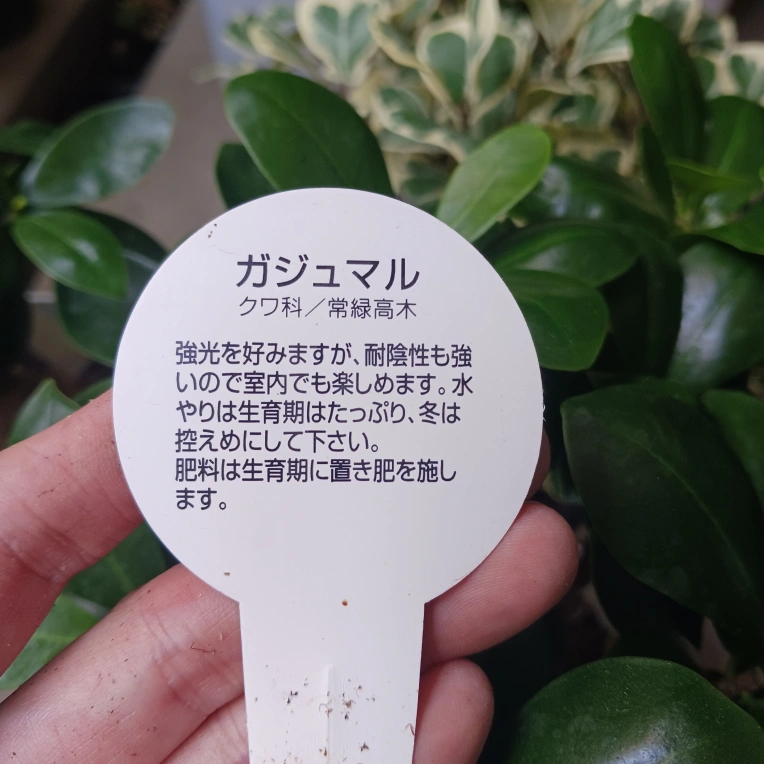 ガジュマル
クワ科／常緑高木
強光を好みますが、耐陰性も強
いので室内でも楽しめます。水
やりは生育期はたっぷり、冬は
控えめにして下さい。
肥料は生育期に置き肥を施し
ます。